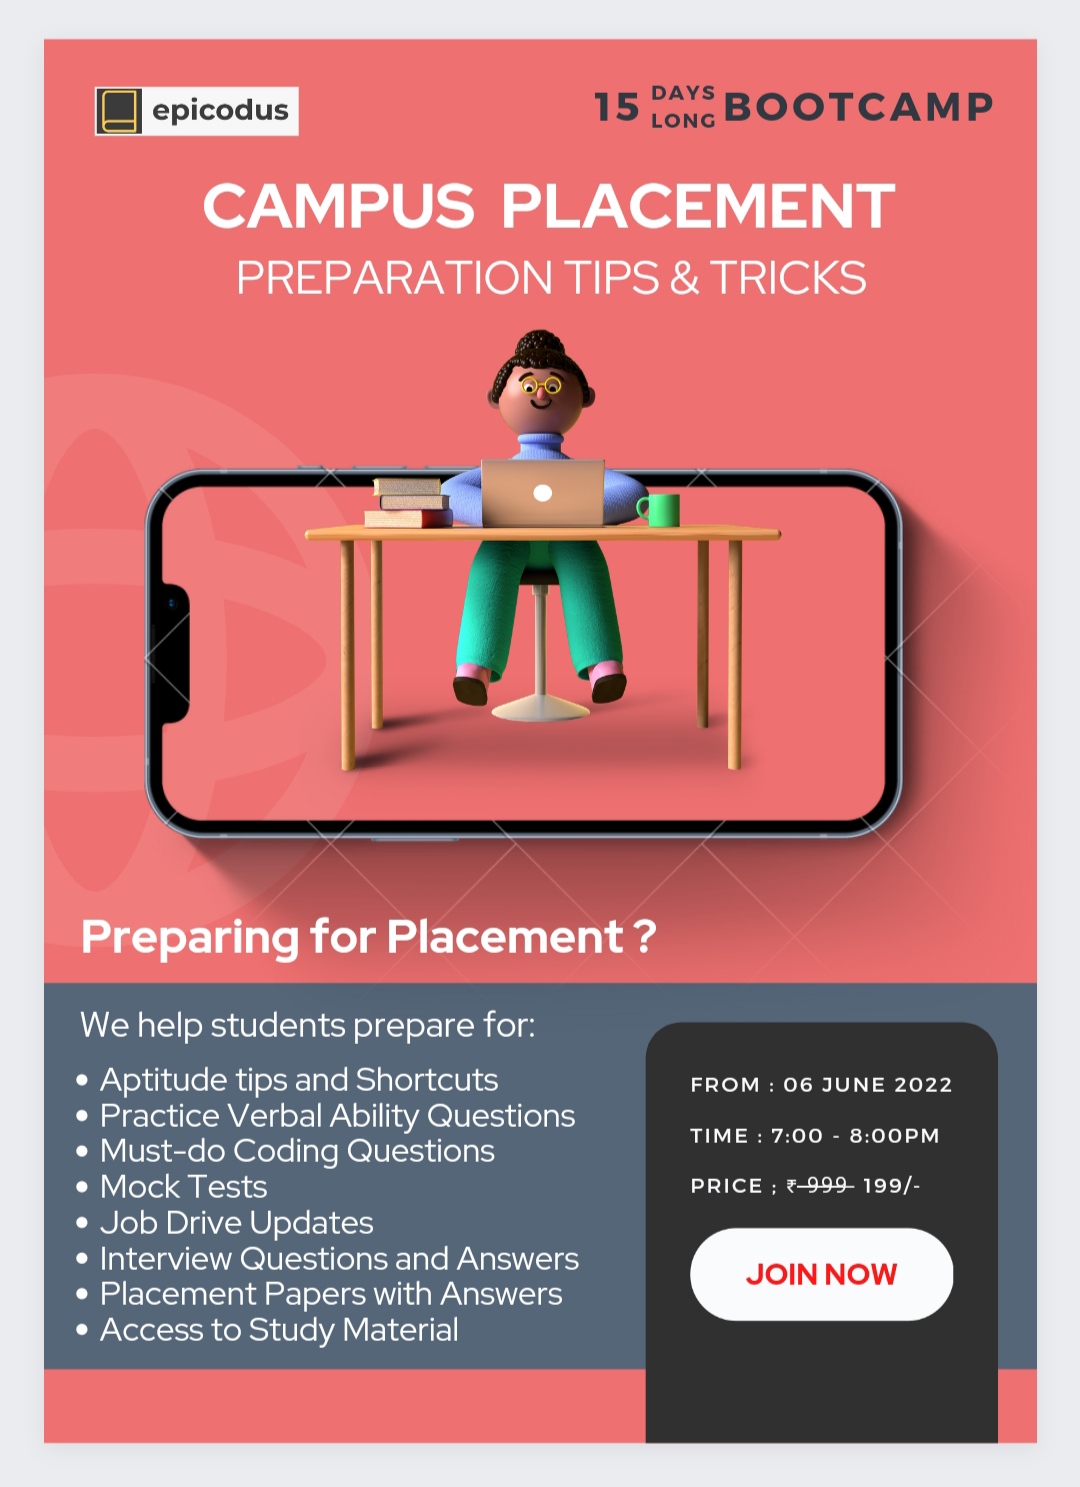 epicodus
15 DAYS LONG BOOTCAMP
CAMPUS PLACEMENT
PREPARATION TIPS & TRICKS
Preparing for Placement ?
We help students prepare for:
• Aptitude tips and Shortcuts
• Practice Verbal Ability Questions
• Must-do Coding Questions
• Mock Tests
• Job Drive Updates
• Interview Questions and Answers
• Placement Papers with Answers
• Access to Study Material
FROM : 06 JUNE 2022
TIME : 7:00 - 8:00PM
PRICE ; ₹ 999 199/-
JOIN NOW